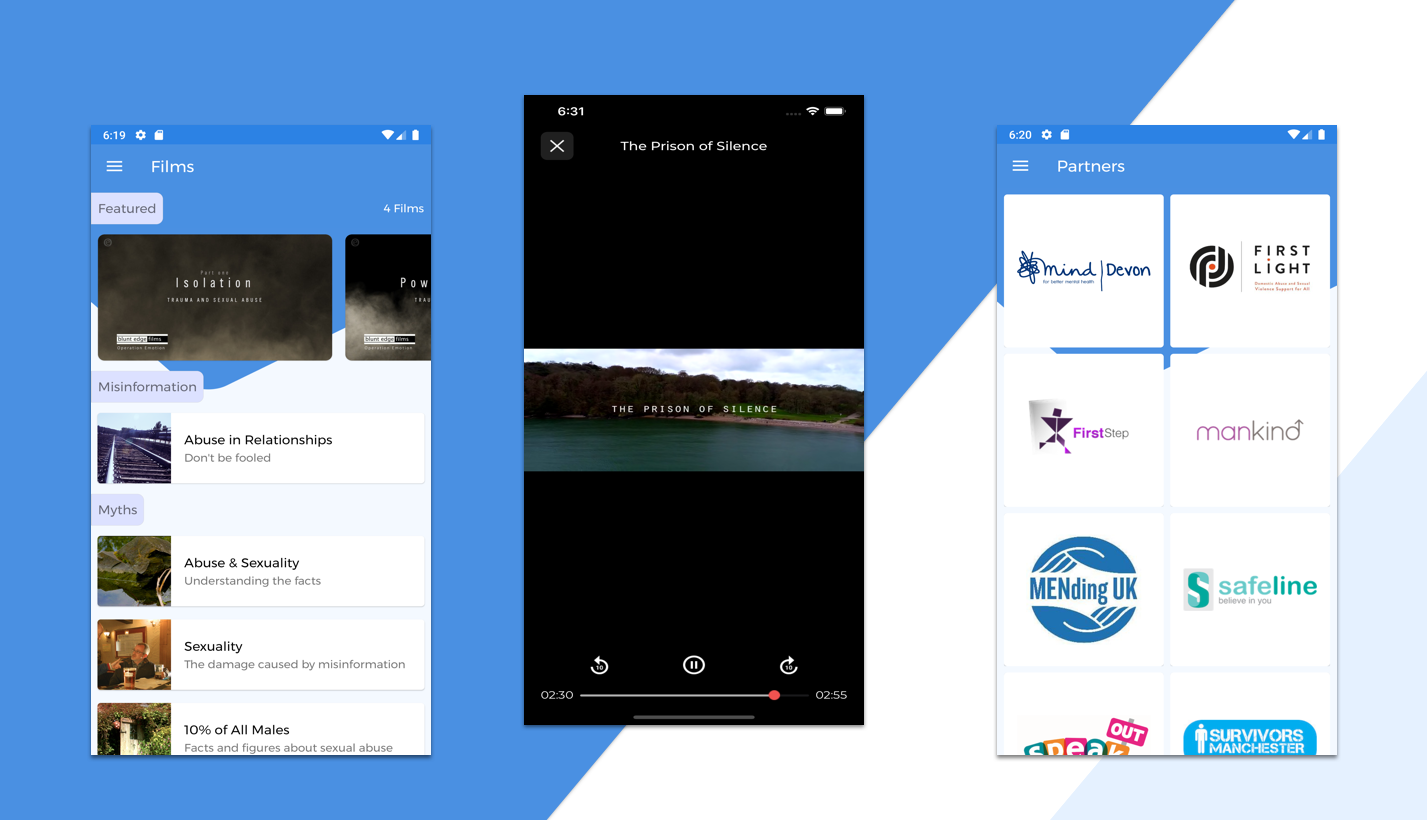 6:19
Films
Featured
4 Films
Part one
Isolation
TRAUMA AND SEXUAL ABUSE
blunt edge films
Operation Emotion
Pow
TRAU
blunt edge films
Operation Emotion
Misinformation
Abuse in Relationships
Don't be fooled
Myths
Abuse & Sexuality
Understanding the facts
Sexuality
The damage caused by misinformation
10% of All Males
Facts and figures about sexual abuse
6:31
The Prison of Silence
THE PRISON OF SILENCE
10
10
02:30
02:55
6:20
Partners
mind Devon
for better mental health
FIRST
LIGHT
Domestic Abuse and Sexual
Violence Support for All
FirstStep
mankind
MENding UK
safeline
believe in you
speak
OUT
SURVIVORS
MANCHESTER